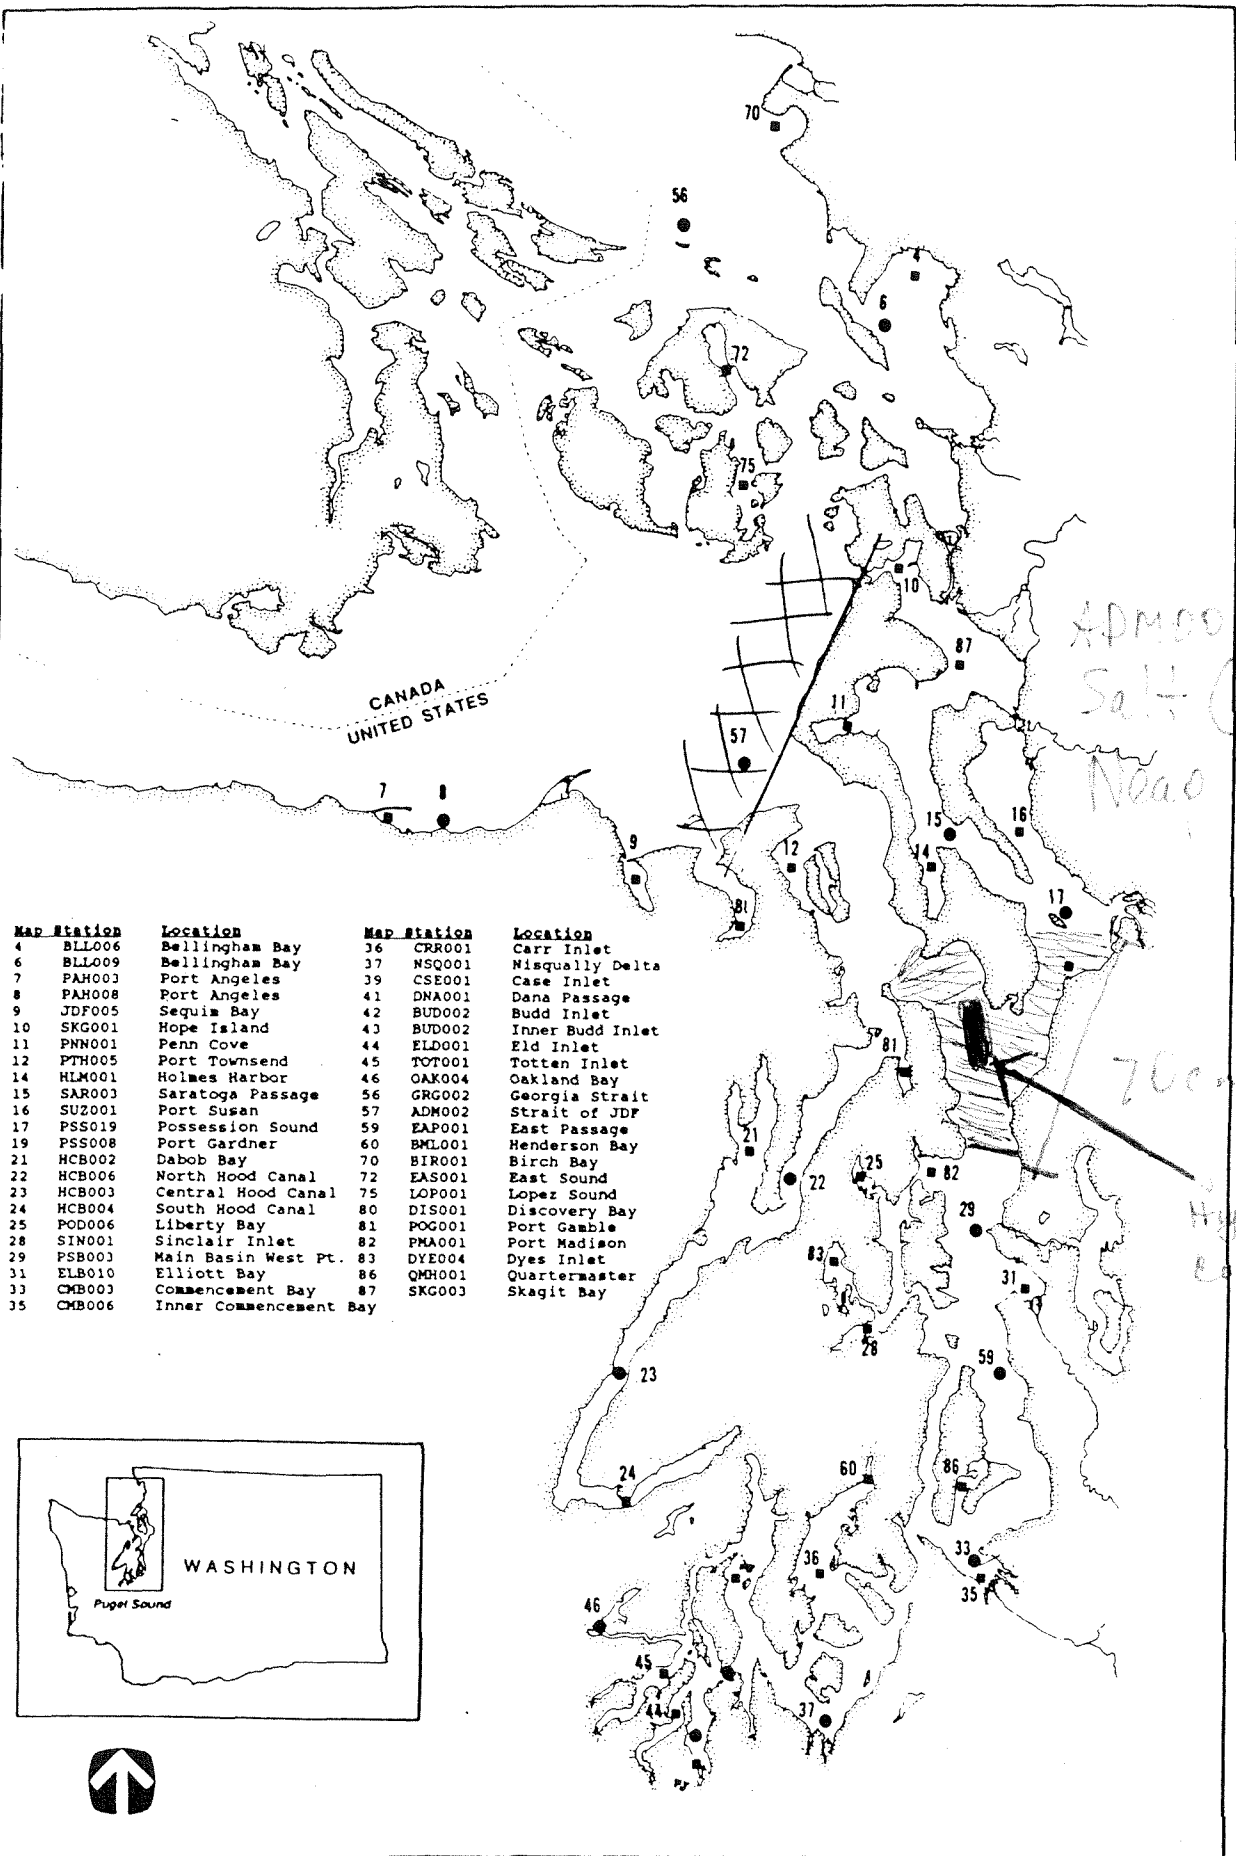 70
56
4
6
72
75
10
87
11
CANADA
UNITED STATES
57
7
8
9
12
15
14
16
17
81
Map Station Location Map Station Location
4 BLL006 Bellingham Bay 36 CRR001 Carr Inlet
6 BLL009 Bellingham Bay 37 NSQ001 Nisqually Delta
7 PAH003 Port Angeles 39 CSE001 Case Inlet
8 PAH008 Port Angeles 41 DNA001 Dana Passage
9 JDF005 Sequim Bay 42 BUD002 Budd Inlet
10 SKG001 Hope Island 43 BUD002 Inner Budd Inlet
11 PNN001 Penn Cove 44 ELD001 Eld Inlet
12 PTH005 Port Townsend 45 TOT001 Totten Inlet
14 HLM001 Holmes Harbor 46 OAK004 Oakland Bay
15 SAR003 Saratoga Passage 56 GRG002 Georgia Strait
16 SUZ001 Port Susan 57 ADM002 Strait of JDF
17 PSS019 Possession Sound 59 EAP001 East Passage
19 PSS008 Port Gardner 60 BML001 Henderson Bay
21 HCB002 Dabob Bay 70 BIR001 Birch Bay
22 HCB006 North Hood Canal 72 EAS001 East Sound
23 HCB003 Central Hood Canal 75 LOP001 Lopez Sound
24 HCB004 South Hood Canal 80 DIS001 Discovery Bay
25 POD006 Liberty Bay 81 POG001 Port Gamble
28 SIN001 Sinclair Inlet 82 PMA001 Port Madison
29 PSB003 Main Basin West Pt. 83 DYE004 Dyes Inlet
31 ELB010 Elliott Bay 86 QMH001 Quartermaster
33 CMB003 Commencement Bay 87 SKG003 Skagit Bay
35 CMB006 Inner Commencement Bay
Salt
81
21
22
25
82
29
83
31
28
23
59
24
60
86
36
33
35
46
45
44
37
WASHINGTON
Puget Sound